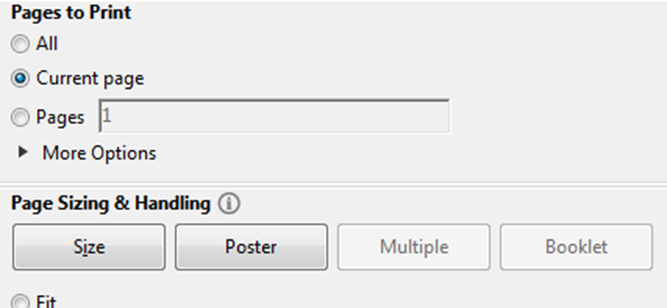 Pages to Print
All
Current page
Pages 1
More Options
Page Sizing & Handling
Size Poster Multiple Booklet
Fit